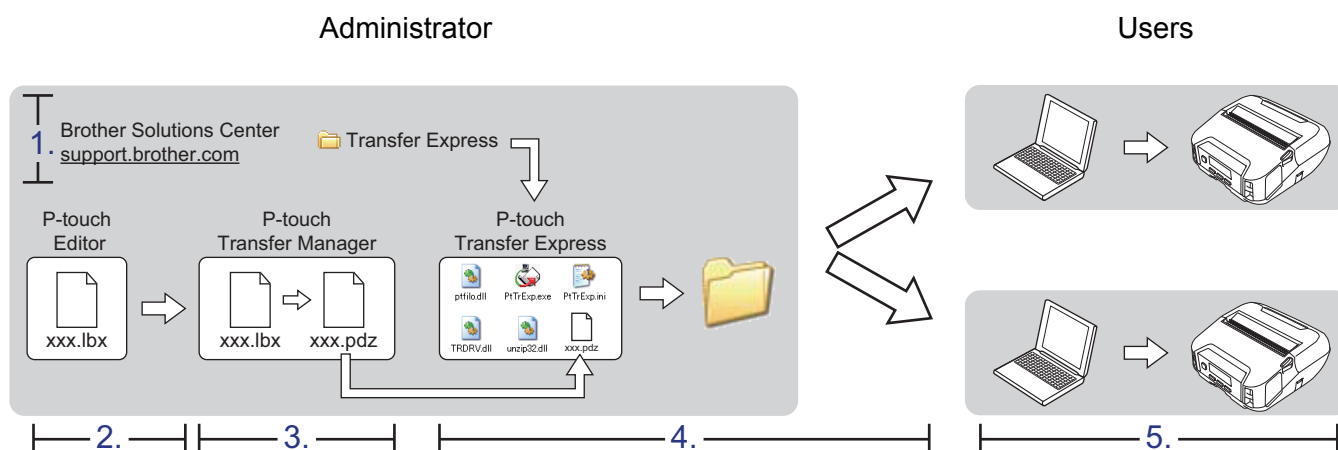 Administrator
Users
1.
Brother Solutions Center
support.brother.com
Transfer Express
P-touch
Editor
xxx.lbx
P-touch
Transfer Manager
xxx.lbx
xxx.pdz
P-touch
Transfer Express
ptfilo.dll
PtTrExp.exe
PtTrExp.ini
TRDRV.dll
unzip32.dll
xxx.pdz
2.
3.
4.
5.